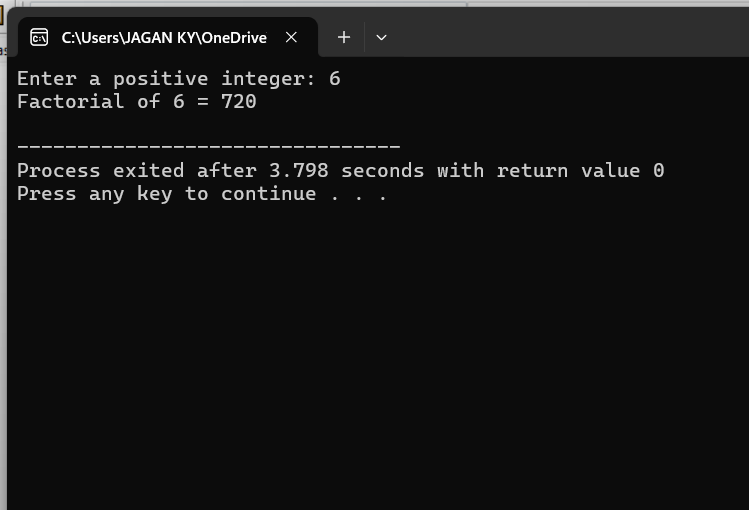 C:\Users\JAGAN KY\OneDrive
Enter a positive integer: 6
Factorial of 6 = 720
--------------------------------
Process exited after 3.798 seconds with return value 0
Press any key to continue . . .